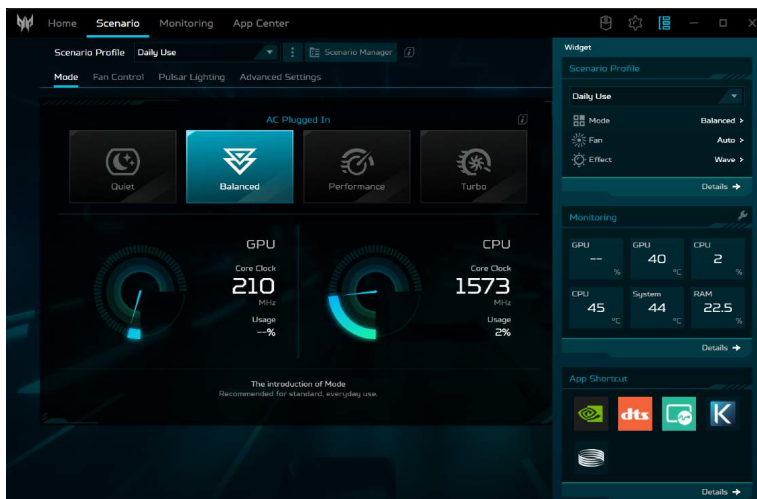 Home Scenario Monitoring App Center
Scenario Profile Daily Use Scenario Manager
Mode Fan Control Pulsar Lighting Advanced Settings
AC Plugged In
Quiet Balanced Performance Turbo
GPU
Core Clock
210
MHz
Usage
--%
CPU
Core Clock
1573
MHz
Usage
2%
The introduction of Mode
Recommended for standard, everyday use.
Widget
Scenario Profile
Daily Use
Mode Balanced >
Fan Auto >
Effect Wave >
Details →
Monitoring
GPU
--
%
GPU
40
°C
CPU
2
%
CPU
45
°C
System
44
°C
RAM
22.5
%
Details →
App Shortcut
dts K
Details →